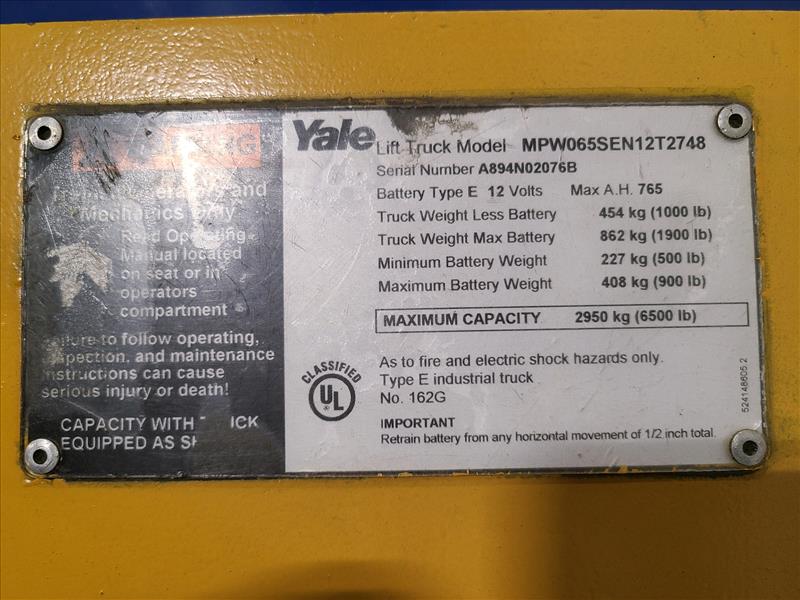 Mechanics Only
Read Operating
Manual located
on seat or in
operators
compartment
to follow operating,
and maintenance
instructions can cause
serious injury or death!
CAPACITY WITH
EQUIPPED AS
Yale Lift Truck Model MPW065SEN12T2748
Serial Number A894N02076B
Battery Type E 12 Volts Max A.H. 765
Truck Weight Less Battery 454 kg (1000 lb)
Truck Weight Max Battery 862 kg (1900 lb)
Minimum Battery Weight 227 kg (500 lb)
Maximum Battery Weight 408 kg (900 lb)
MAXIMUM CAPACITY 2950 kg (6500 lb)
CLASSIFIED
UL
®
As to fire and electric shock hazards only.
Type E industrial truck
No. 162G
IMPORTANT
Retrain battery from any horizontal movement of 1/2 inch total.
524148605 2